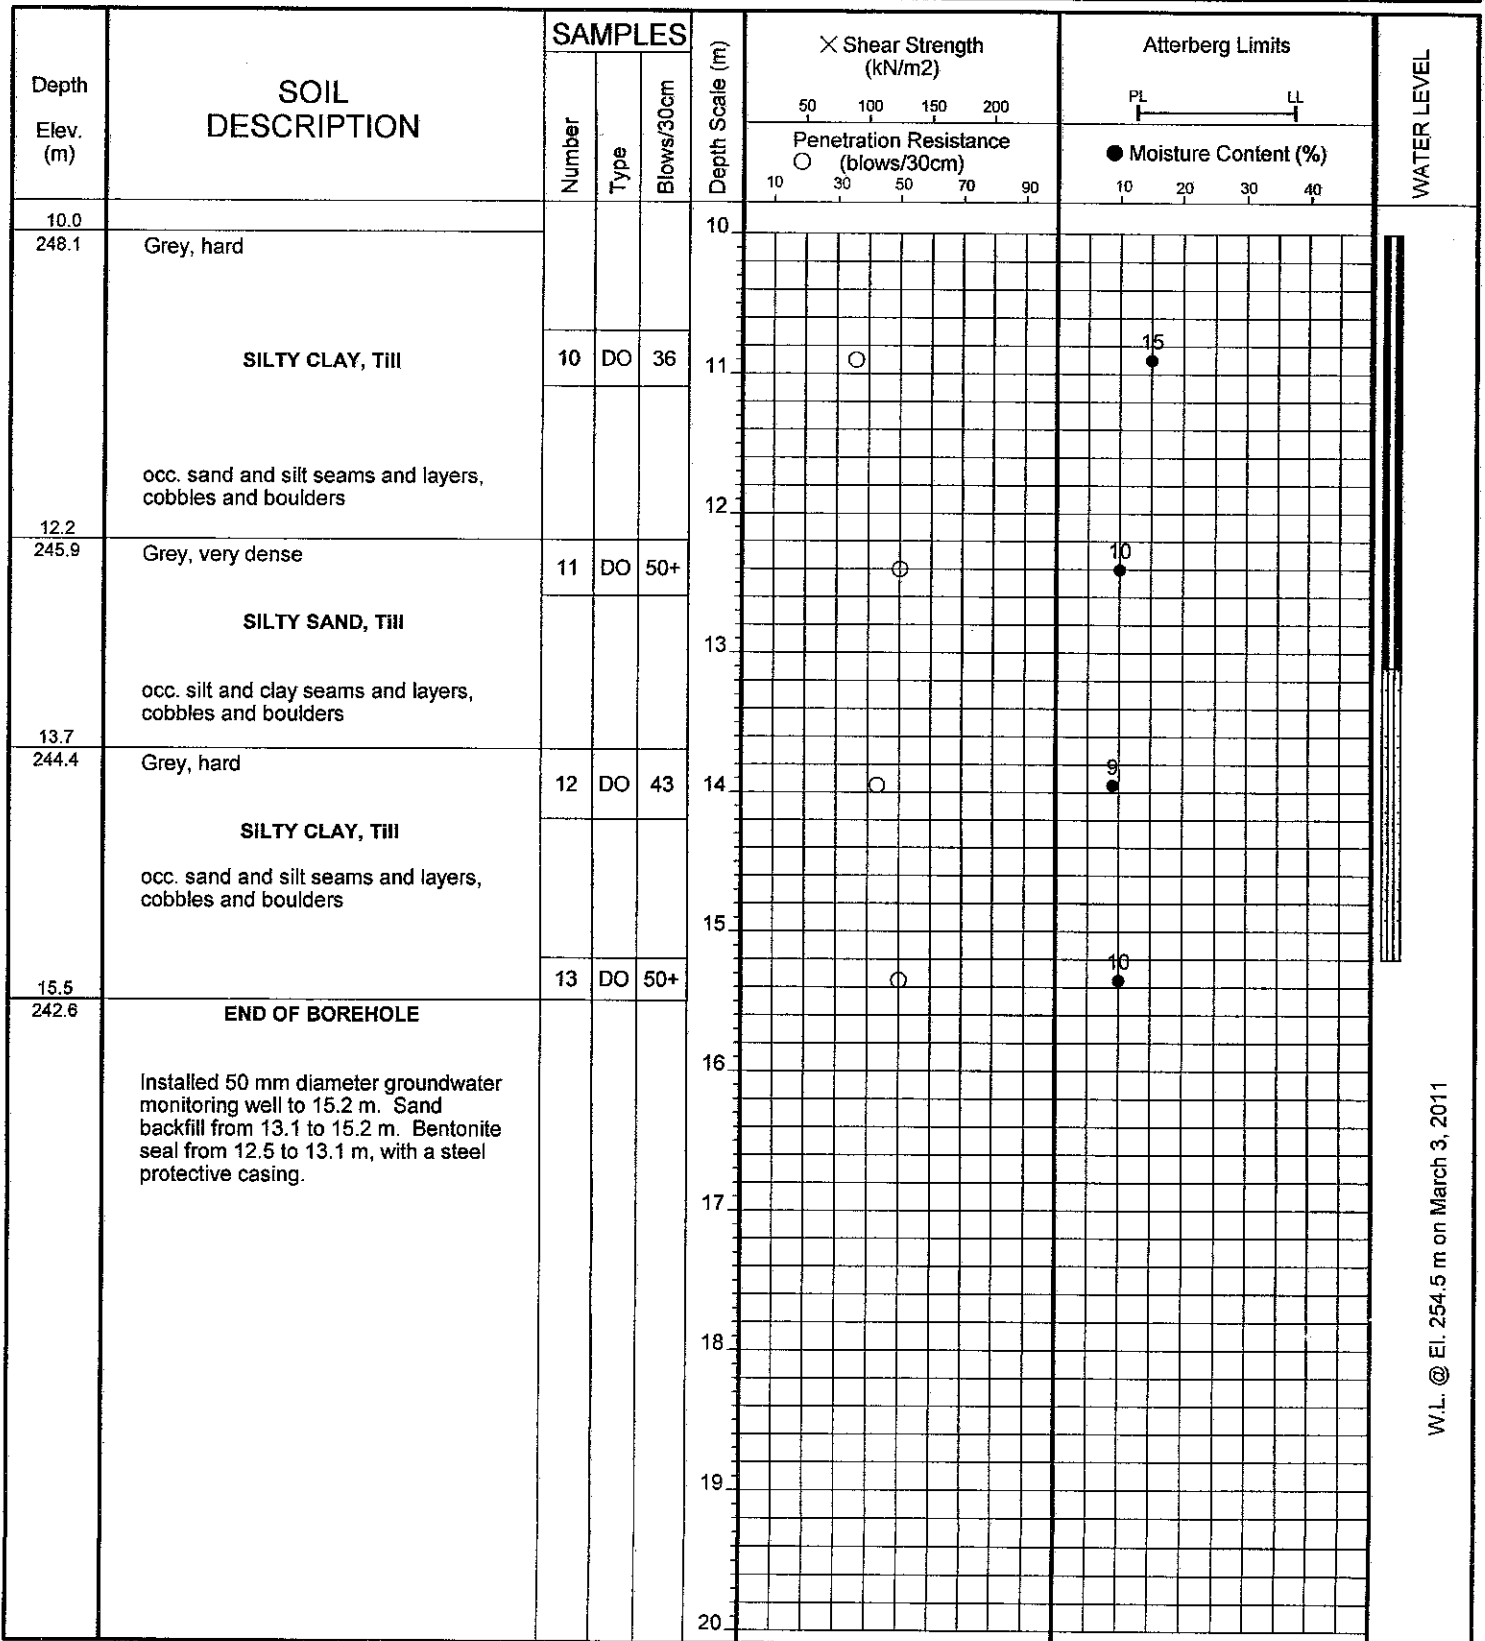 Depth
Elev.
(m)
SOIL
DESCRIPTION
SAMPLES
Number
Type
Blows/30cm
Depth Scale (m)
× Shear Strength
(kN/m2)
50 100 150 200
Penetration Resistance
○ (blows/30cm)
10 30 50 70 90
Atterberg Limits
PL LL
● Moisture Content (%)
10 20 30 40
WATER LEVEL
10.0
248.1
Grey, hard
10
SILTY CLAY, Till
10 DO 36
11
15
occ. sand and silt seams and layers,
cobbles and boulders
12
12.2
245.9
Grey, very dense
11 DO 50+
10
SILTY SAND, Till
13
occ. silt and clay seams and layers,
cobbles and boulders
13.7
244.4
Grey, hard
12 DO 43
14
9
SILTY CLAY, Till
occ. sand and silt seams and layers,
cobbles and boulders
15
13 DO 50+
10
15.5
242.6
END OF BOREHOLE
16
Installed 50 mm diameter groundwater
monitoring well to 15.2 m. Sand
backfill from 13.1 to 15.2 m. Bentonite
seal from 12.5 to 13.1 m, with a steel
protective casing.
17
18
19
20
W.L. @ El. 254.5 m on March 3, 2011